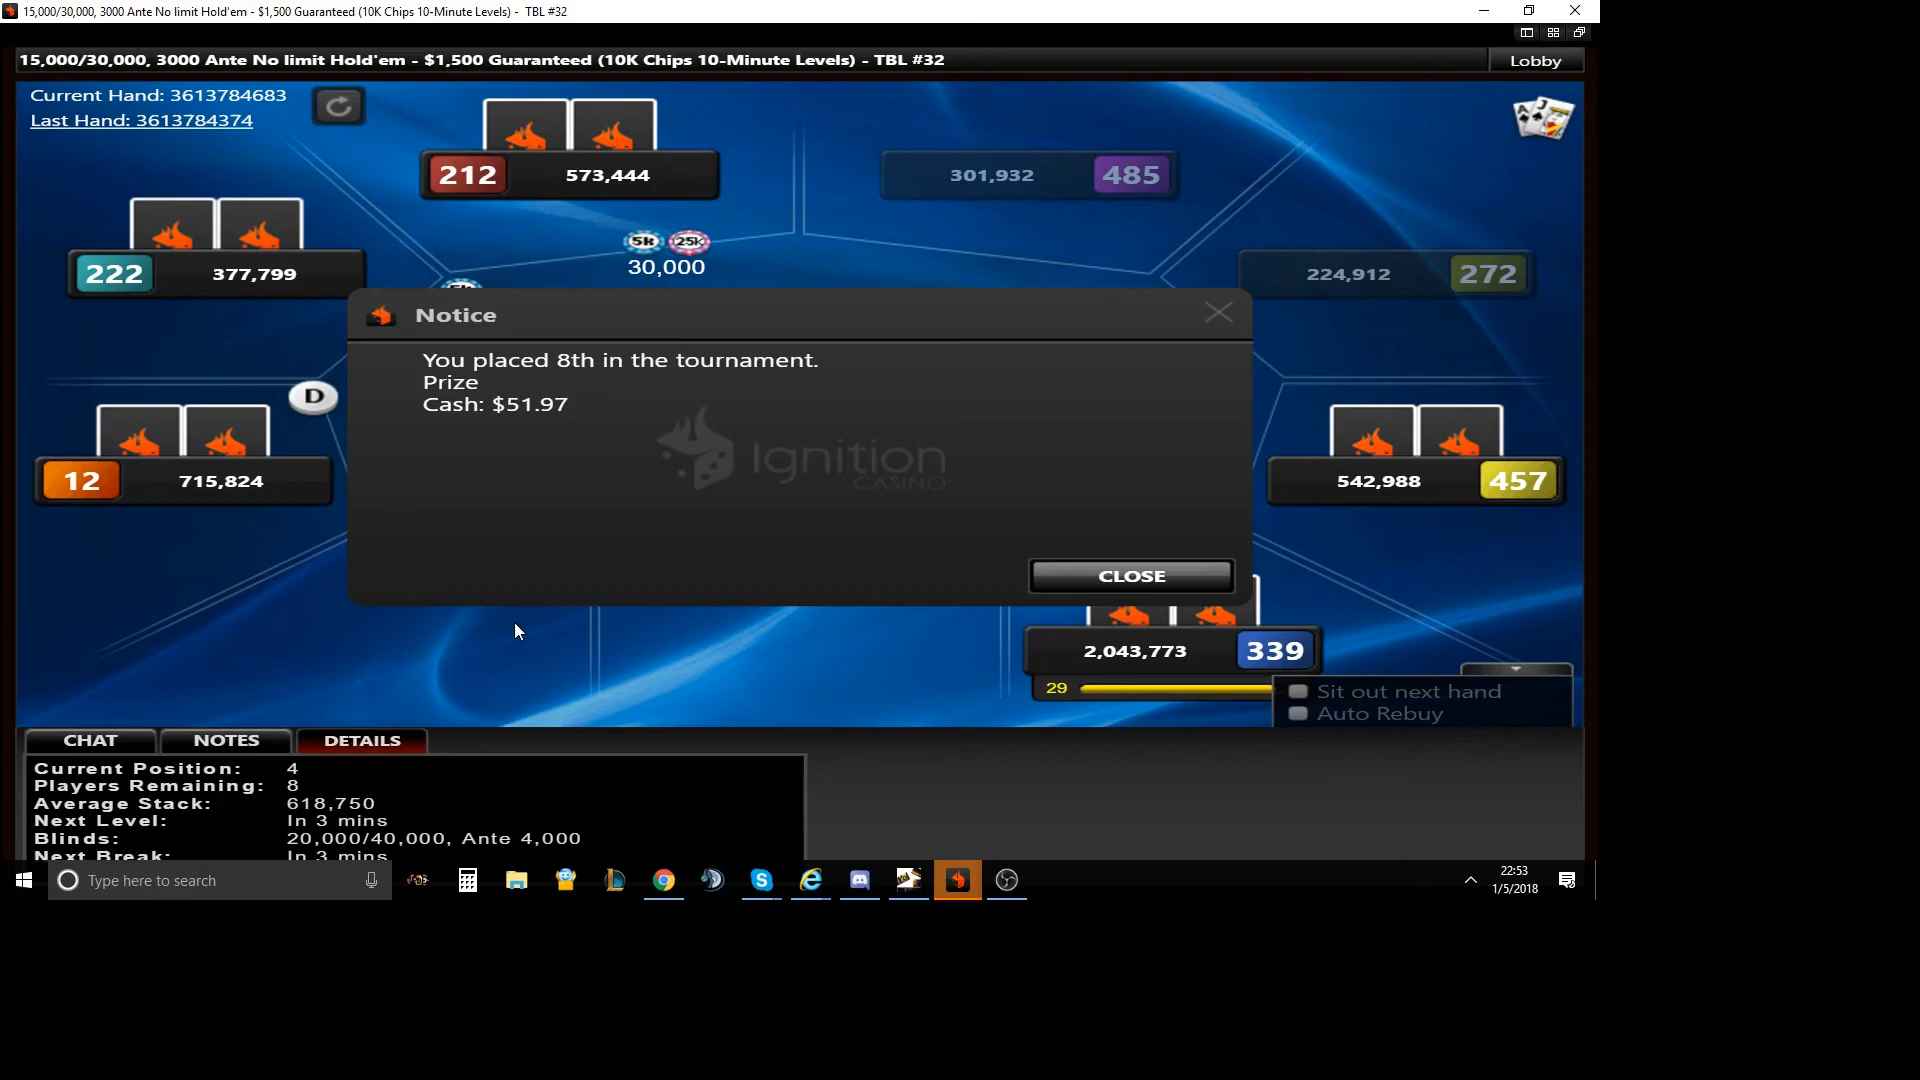 15,000/30,000, 3000 Ante No limit Hold'em - $1,500 Guaranteed (10K Chips 10-Minute Levels) - TBL #32
15,000/30,000, 3000 Ante No limit Hold'em - $1,500 Guaranteed (10K Chips 10-Minute Levels) - TBL #32
Lobby
Current Hand: 3613784683
Last Hand: 3613784374
A J
212 573,444
301,932 485
222 377,799
5K 25K
30,000
224,912 272
Notice
You placed 8th in the tournament.
Prize
Cash: $51.97
Ignition
CASINO
D
12 715,824
542,988 457
CLOSE
2,043,773 339
29
Sit out next hand
Auto Rebuy
CHAT NOTES DETAILS
Current Position: 4
Players Remaining: 8
Average Stack: 618,750
Next Level: In 3 mins
Blinds: 20,000/40,000, Ante 4,000
Next Break: In 3 mins
Type here to search
22:53
1/5/2018